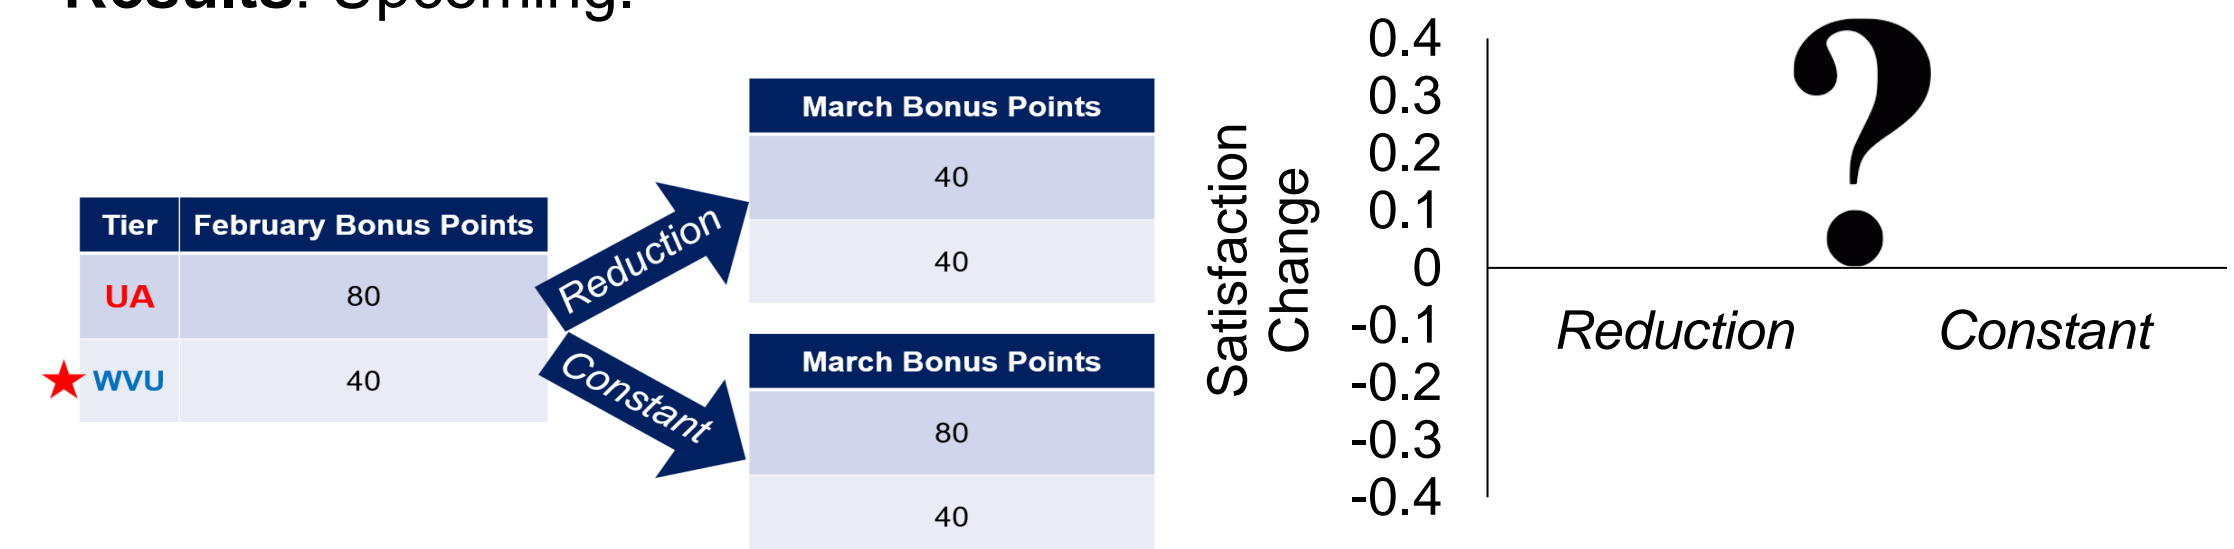 Results: Upcoming.
Tier February Bonus Points
UA 80
WVU 40
Reduction
Constant
March Bonus Points
40
40
March Bonus Points
80
40
Satisfaction
Change
0.4
0.3
0.2
0.1
0
-0.1
-0.2
-0.3
-0.4
?
Reduction Constant